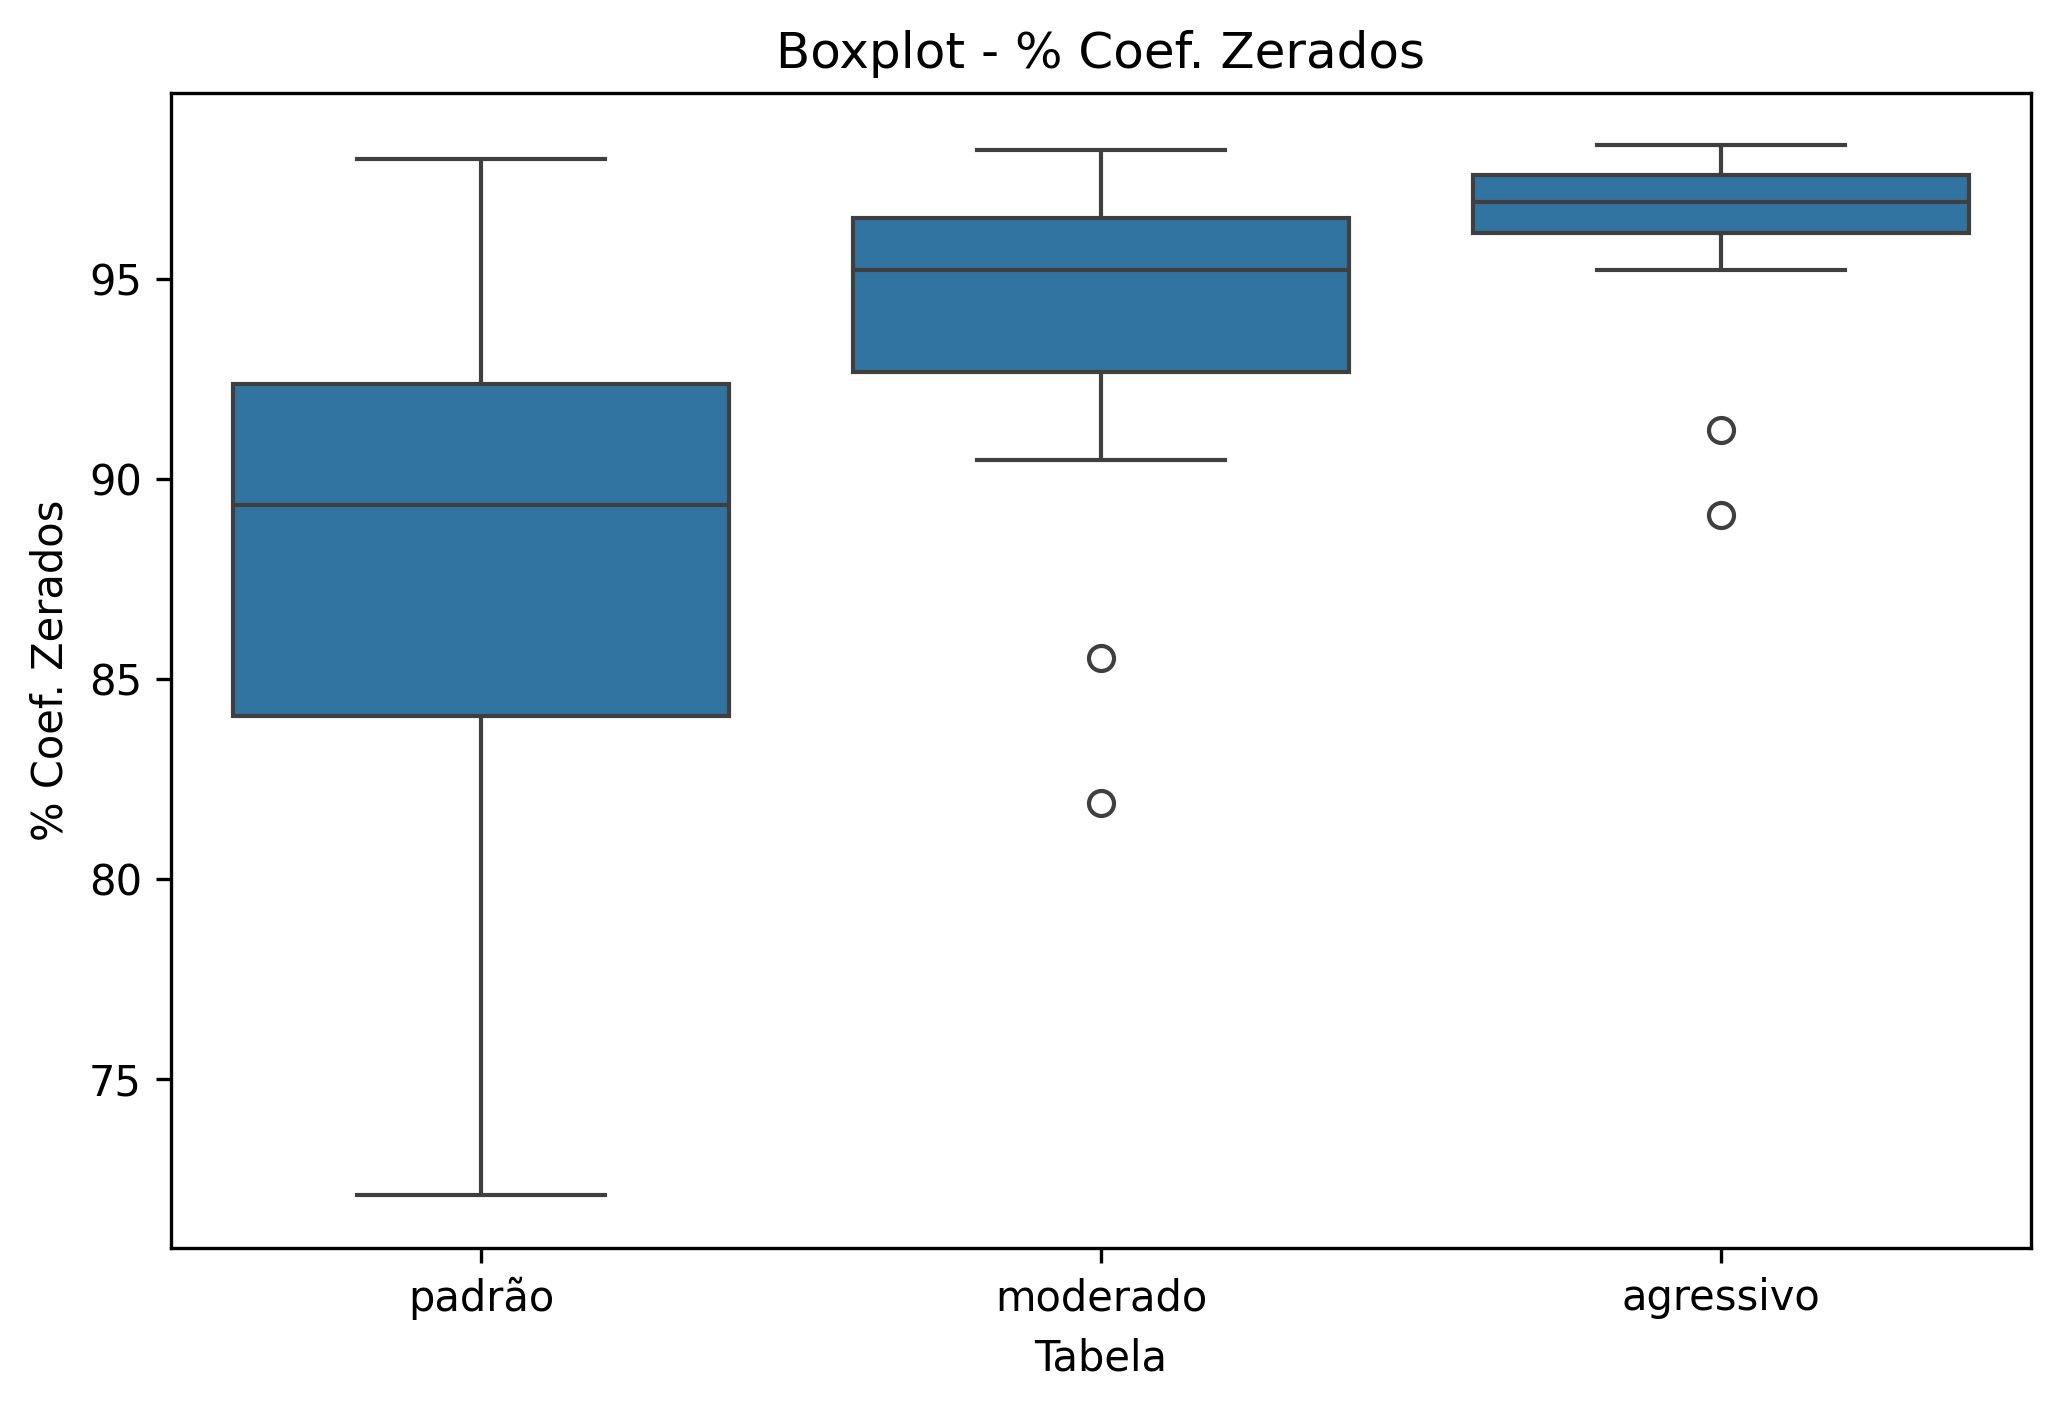 Boxplot - % Coef. Zerados
% Coef. Zerados
95
90
85
80
75
padrão
moderado
agressivo
Tabela